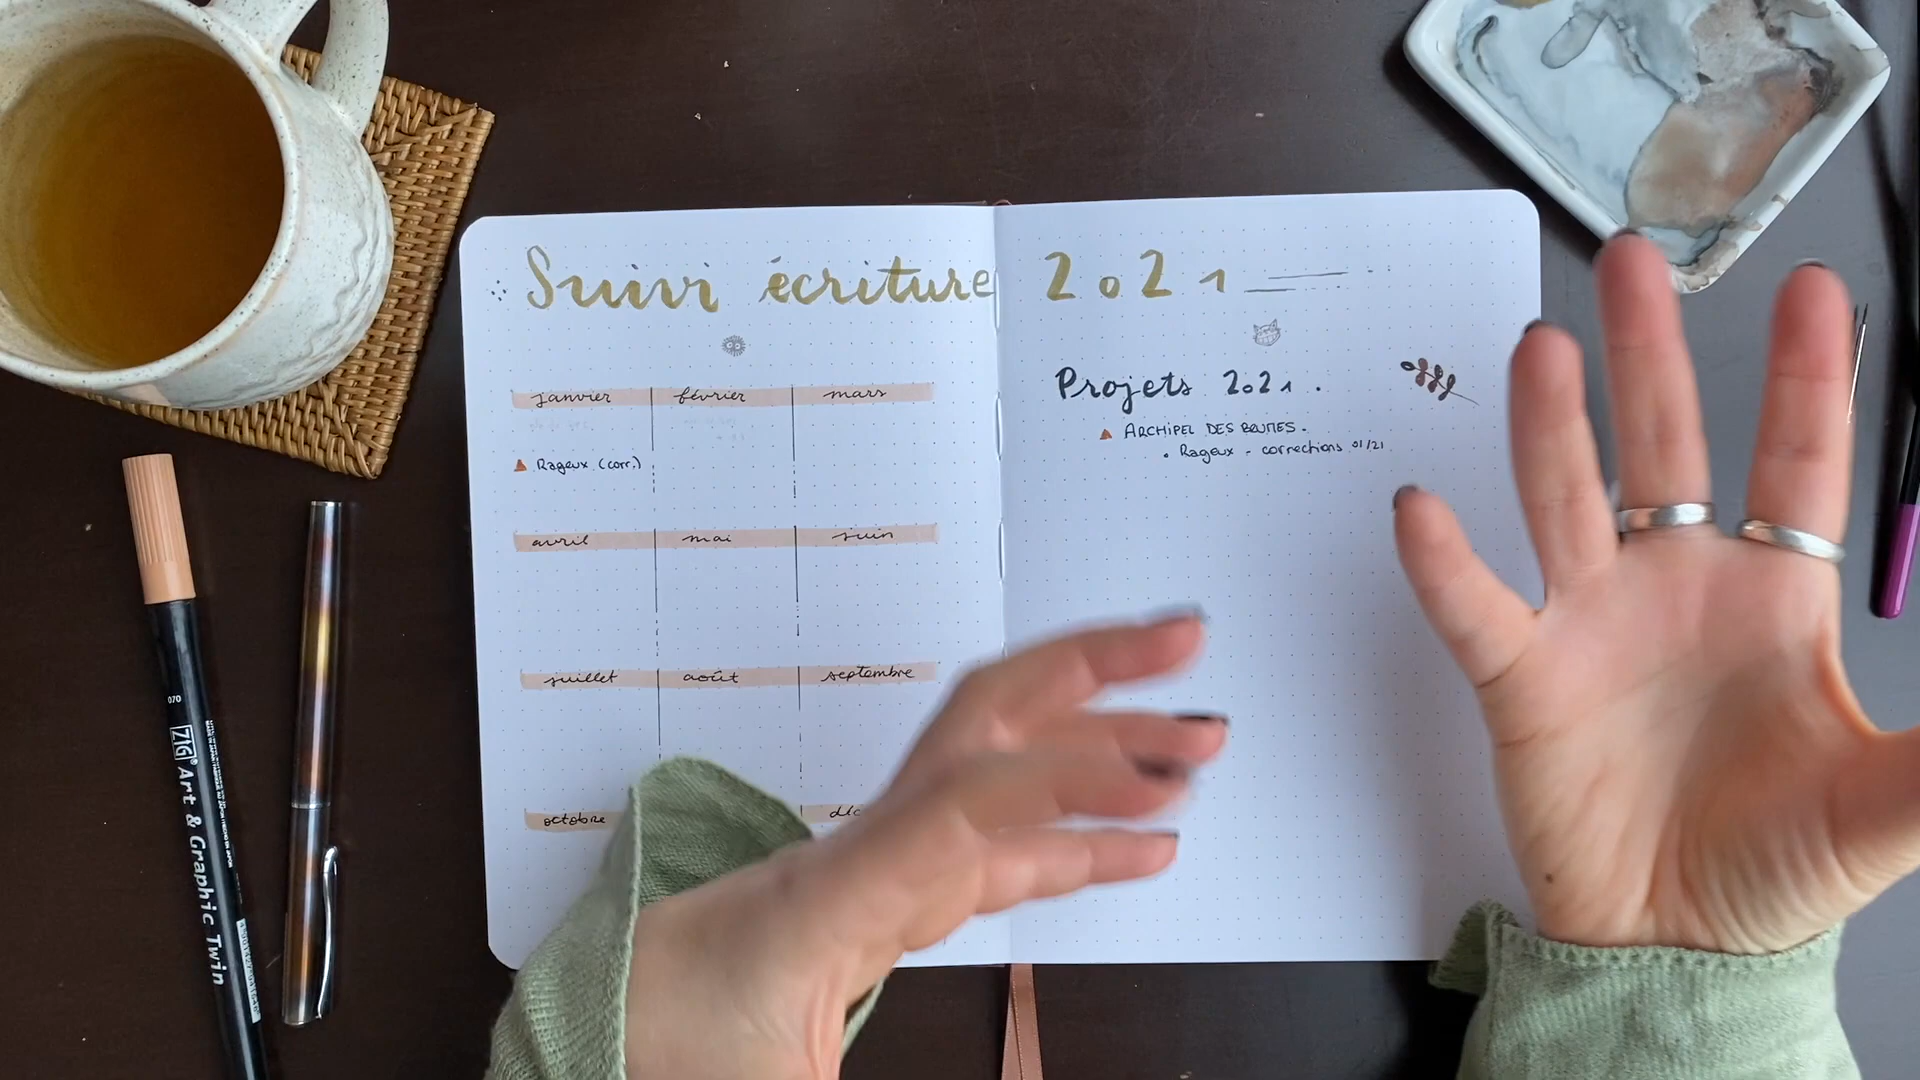 Suivi écriture 2021
janvier février mars
Rageux (corr.)
avril mai juin
juillet août septembre
octobre
Projets 2021.
ARCHIPEL DES BRUMES.
• Rageux - corrections 01/21
070
ZIG® Art & Graphic Twin